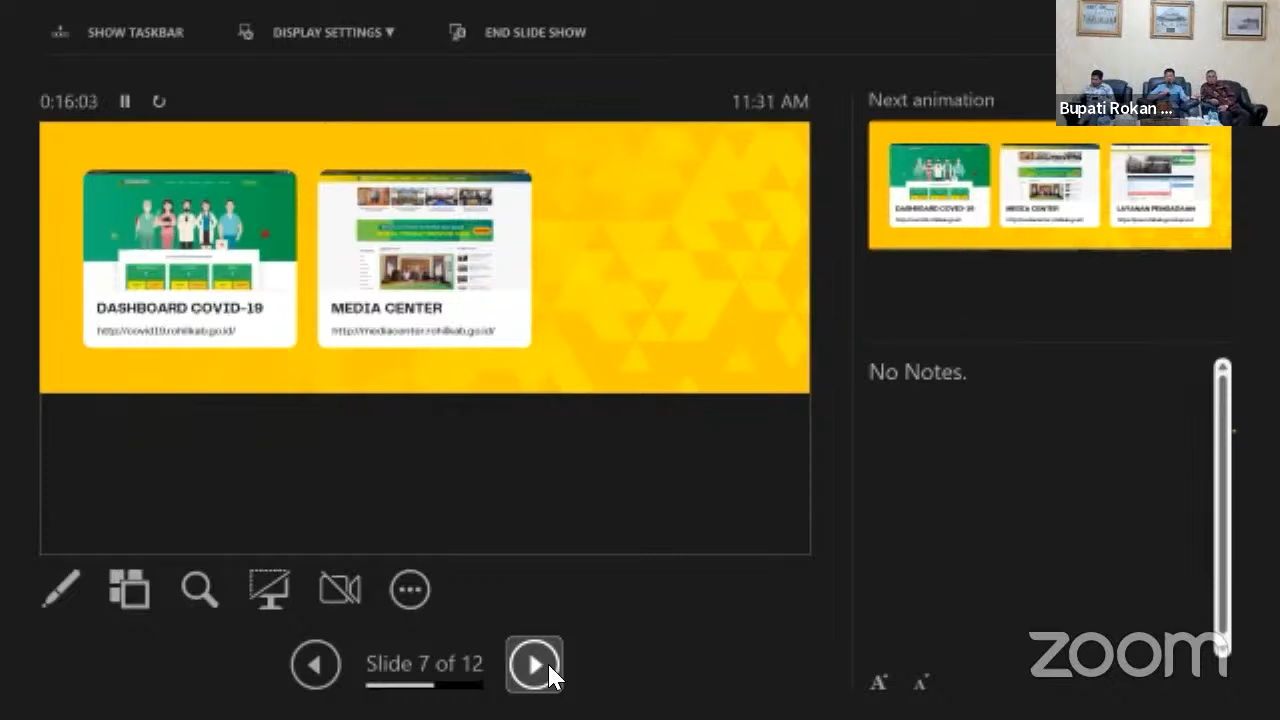 SHOW TASKBAR
DISPLAY SETTINGS ▼
END SLIDE SHOW
Bupati Rokan ...
0:16:03
11:31 AM
Next animation
DASHBOARD COVID-19
http://covid19.rohilkab.go.id/
MEDIA CENTER
http://mediacenter.rohilkab.go.id/
DASHBOARD COVID-19
MEDIA CENTER
LAYANAN PENGADAAN
No Notes.
Slide 7 of 12
A A
zoom